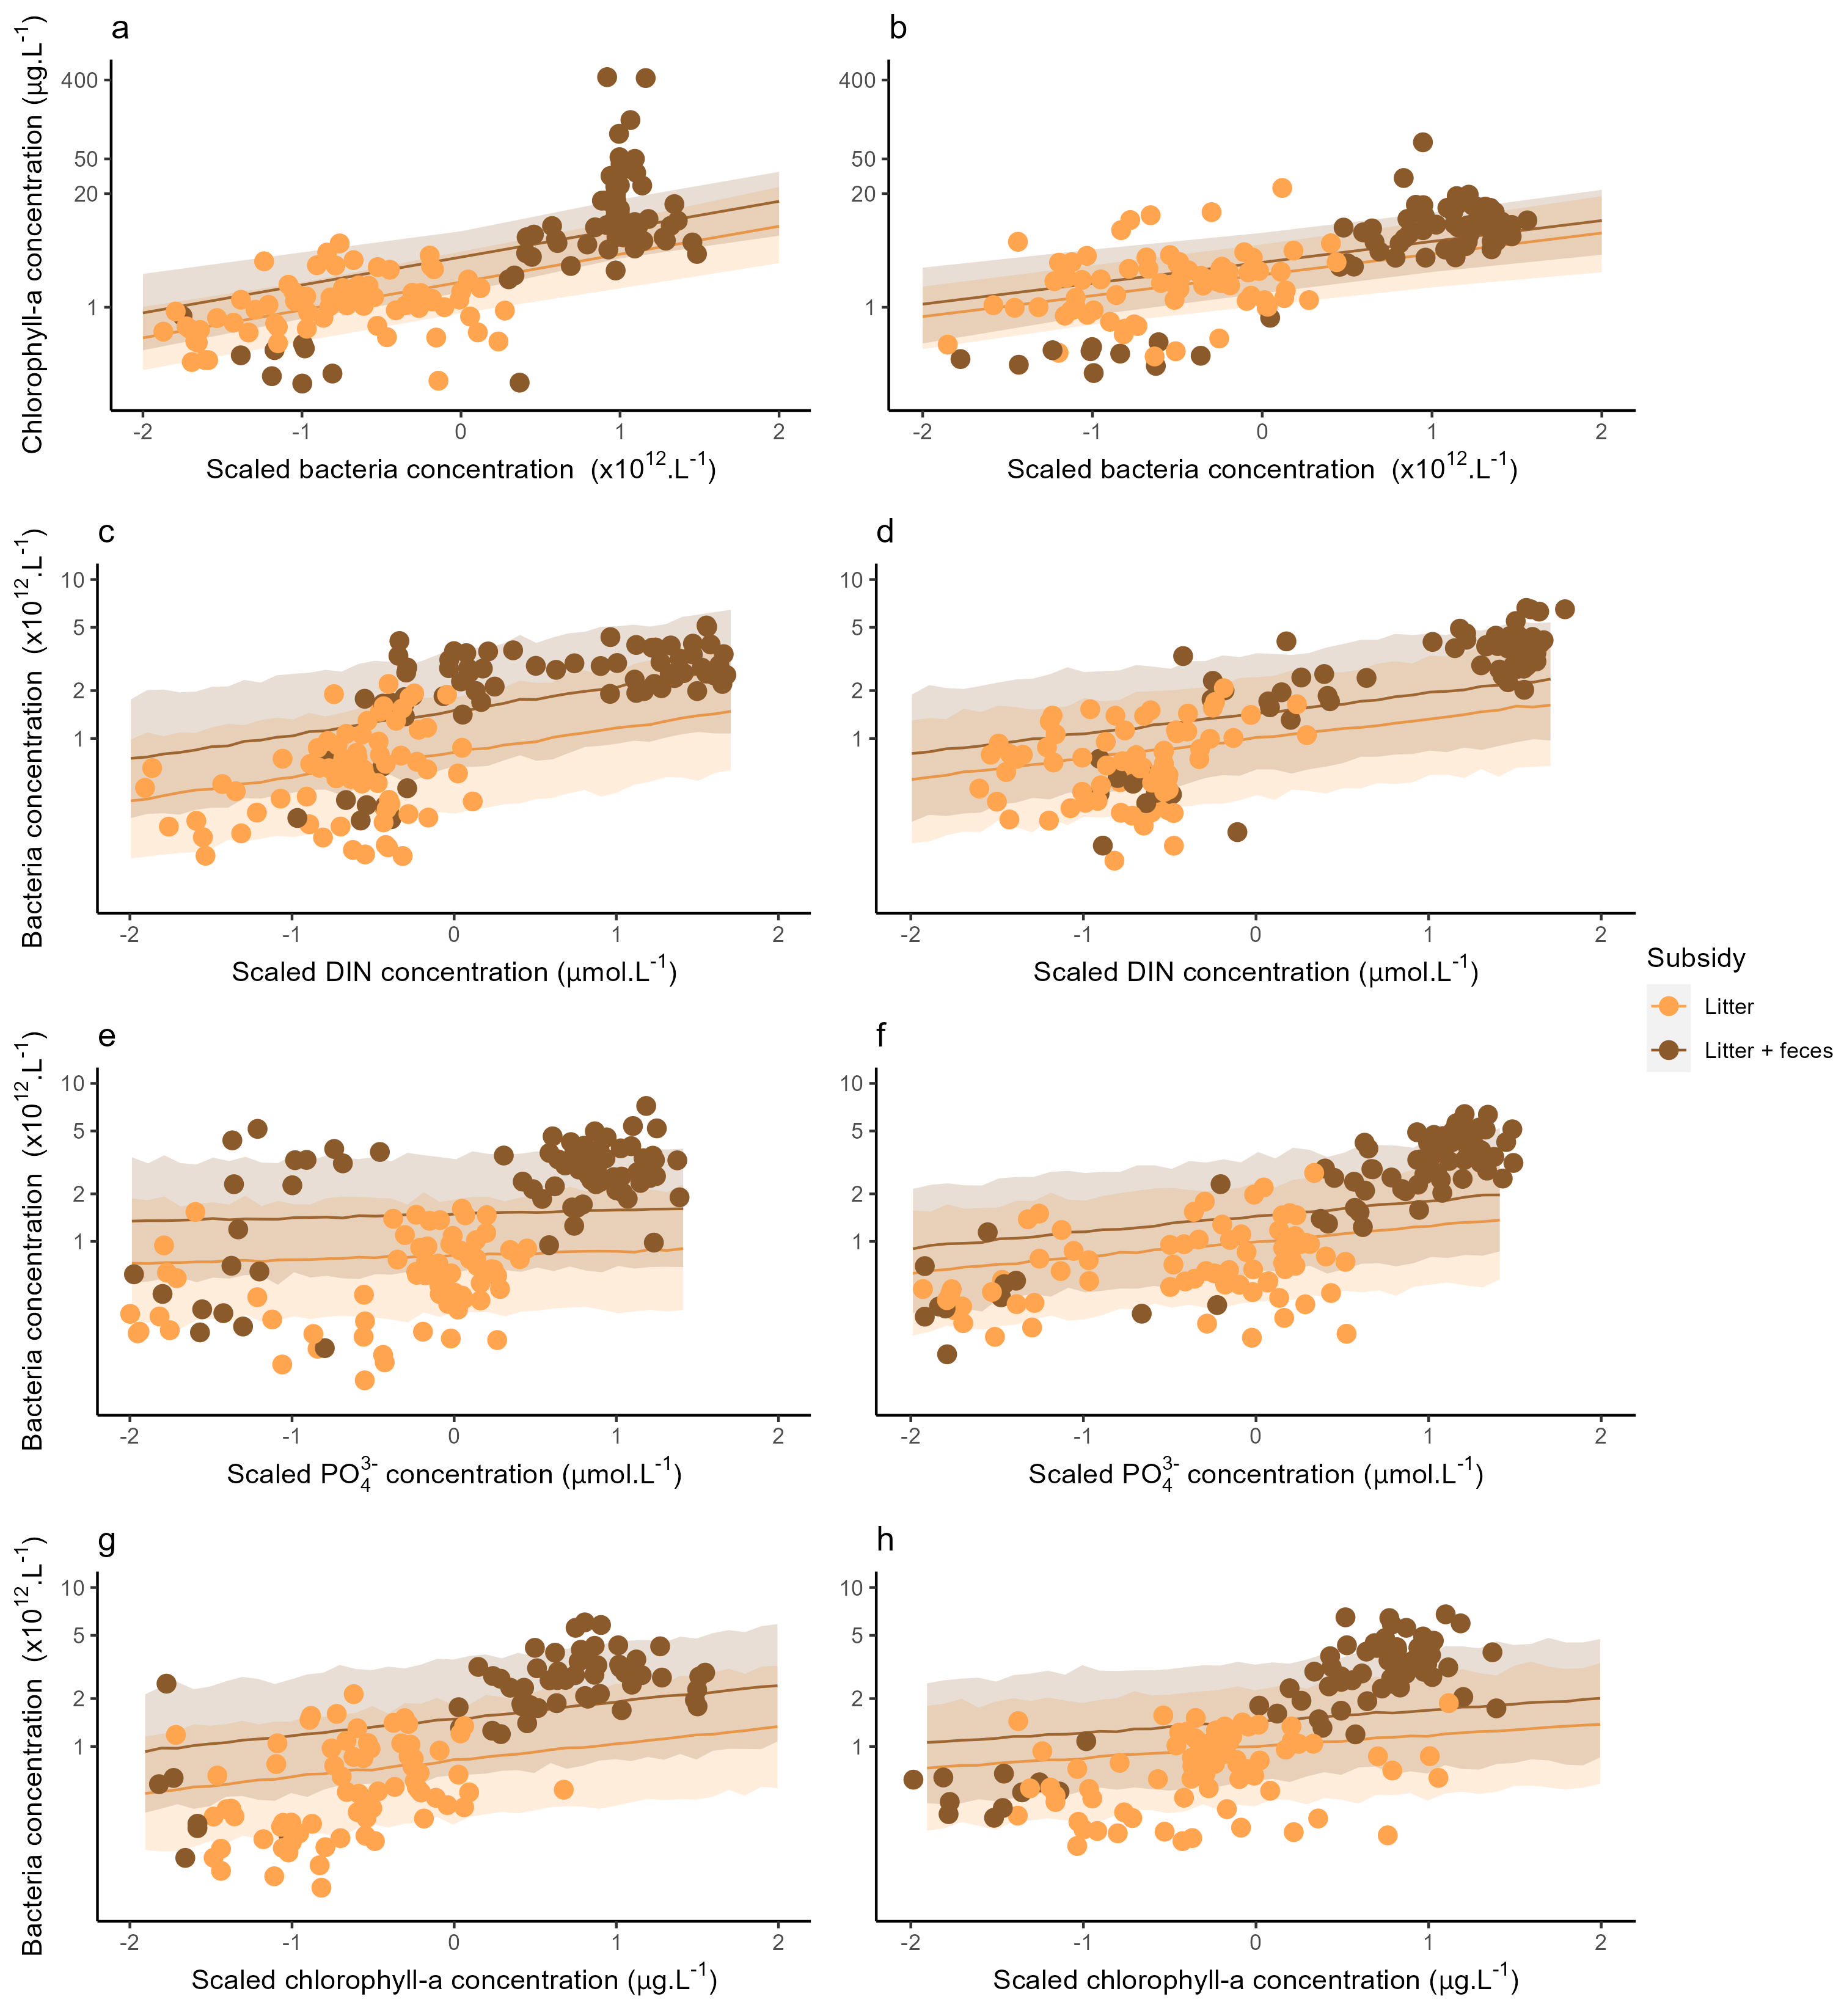 a
Chlorophyll-a concentration (µg.L-1)
400
50
20
1
-2 -1 0 1 2
Scaled bacteria concentration (x10^12.L-1)
b
400
50
20
1
-2 -1 0 1 2
Scaled bacteria concentration (x10^12.L-1)
c
Bacteria concentration (x10^12.L-1)
10
5
2
1
-2 -1 0 1 2
Scaled DIN concentration (µmol.L-1)
d
10
5
2
1
-2 -1 0 1 2
Scaled DIN concentration (µmol.L-1)
Subsidy
Litter
Litter + feces
e
Bacteria concentration (x10^12.L-1)
10
5
2
1
-2 -1 0 1 2
Scaled PO4 3- concentration (µmol.L-1)
f
10
5
2
1
-2 -1 0 1 2
Scaled PO4 3- concentration (µmol.L-1)
g
Bacteria concentration (x10^12.L-1)
10
5
2
1
-2 -1 0 1 2
Scaled chlorophyll-a concentration (µg.L-1)
h
10
5
2
1
-2 -1 0 1 2
Scaled chlorophyll-a concentration (µg.L-1)